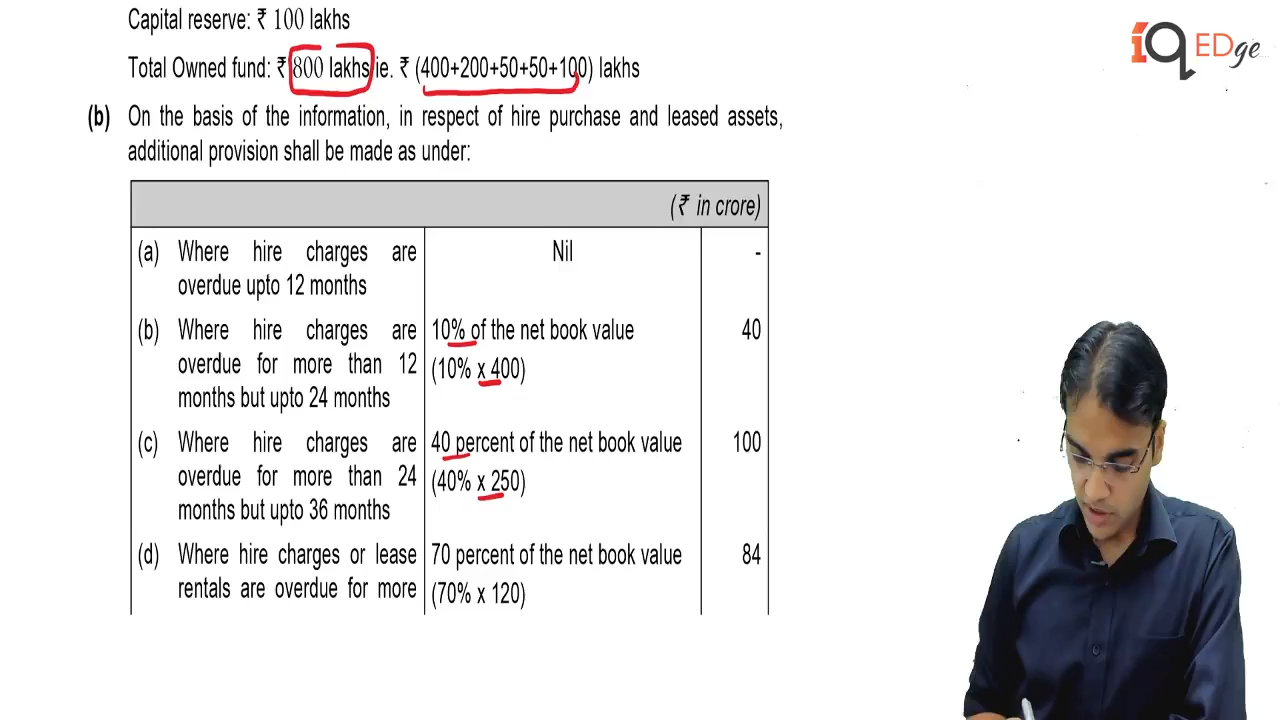 Capital reserve: ₹ 100 lakhs
iQ EDge
Total Owned fund: ₹ 800 lakhs ie. ₹ (400+200+50+50+100) lakhs
(b) On the basis of the information, in respect of hire purchase and leased assets,
additional provision shall be made as under:
(₹ in crore)
(a) Where hire charges are Nil -
overdue upto 12 months
(b) Where hire charges are 10% of the net book value 40
overdue for more than 12 (10% x 400)
months but upto 24 months
(c) Where hire charges are 40 percent of the net book value 100
overdue for more than 24 (40% x 250)
months but upto 36 months
(d) Where hire charges or lease 70 percent of the net book value 84
rentals are overdue for more (70% x 120)